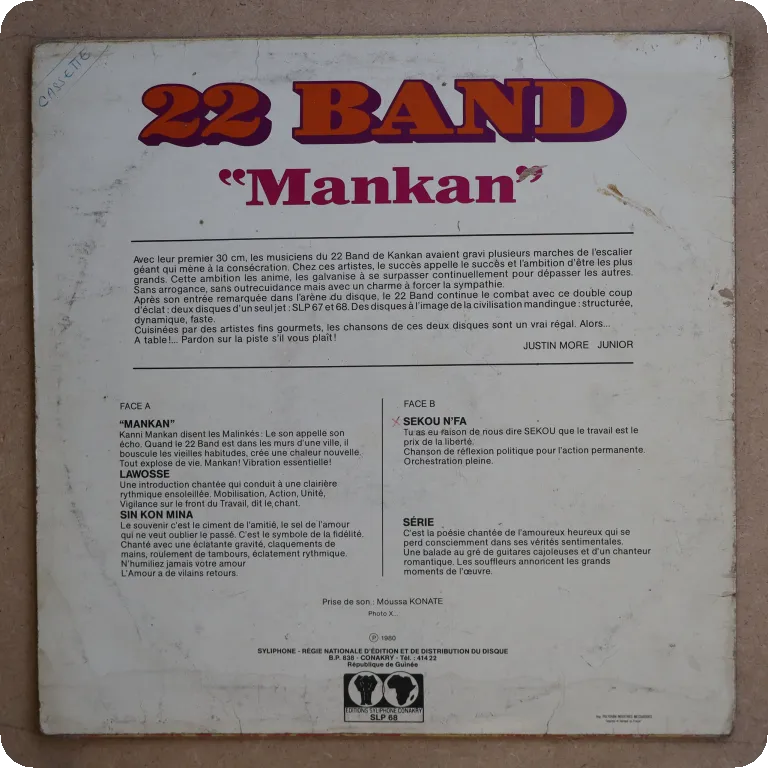 CASSETTE
22 BAND
“Mankan”
Avec leur premier 30 cm, les musiciens du 22 Band de Kankan avaient gravi plusieurs marches de l'escalier
géant qui mène à la consécration. Chez ces artistes, le succès appelle le succès et l'ambition d'être les plus
grands. Cette ambition les anime, les galvanise à se surpasser continuellement pour dépasser les autres.
Sans arrogance, sans outrecuidance mais avec un charme à forcer la sympathie.
Après son entrée remarquée dans l'arène du disque, le 22 Band continue le combat avec ce double coup
d'éclat : deux disques d'un seul jet : SLP 67 et 68. Des disques à l'image de la civilisation mandingue : structurée,
dynamique, faste.
Cuisinées par des artistes fins gourmets, les chansons de ces deux disques sont un vrai régal. Alors...
A table !... Pardon sur la piste s'il vous plaît !
JUSTIN MORE JUNIOR
FACE A
“MANKAN”
Kanni Mankan disent les Malinkés : Le son appelle son
écho. Quand le 22 Band est dans les murs d'une ville, il
bouscule les vieilles habitudes, crée une chaleur nouvelle.
Tout explose de vie. Mankan! Vibration essentielle!
LAWOSSE
Une introduction chantée qui conduit à une clairière
rythmique ensoleillée. Mobilisation, Action, Unité,
Vigilance sur le front du Travail, dit le chant.
SIN KON MINA
Le souvenir c'est le ciment de l'amitié, le sel de l'amour
qui ne veut oublier le passé. C'est le symbole de la fidélité.
Chanté avec une éclatante gravité, claquements de
mains, roulement de tambours, éclatement rythmique.
N'humiliez jamais votre amour
L'Amour a de vilains retours.
FACE B
SEKOU N'FA
Tu as eu raison de nous dire SEKOU que le travail est le
prix de la liberté.
Chanson de réflexion politique pour l'action permanente.
Orchestration pleine.
SÉRIE
C'est la poésie chantée de l'amoureux heureux qui se
perd consciemment dans ses vérités sentimentales.
Une balade au gré de guitares cajoleuses et d'un chanteur
romantique. Les souffleurs annoncent les grands
moments de l'œuvre.
Prise de son : Moussa KONATE
Photo X...
℗ 1980
SYLIPHONE - RÉGIE NATIONALE D'ÉDITION ET DE DISTRIBUTION DU DISQUE
B.P. 838 - CONAKRY - Tél. : 414 22
République de Guinée
EDITIONS SYLIPHONE CONAKRY
SLP 68